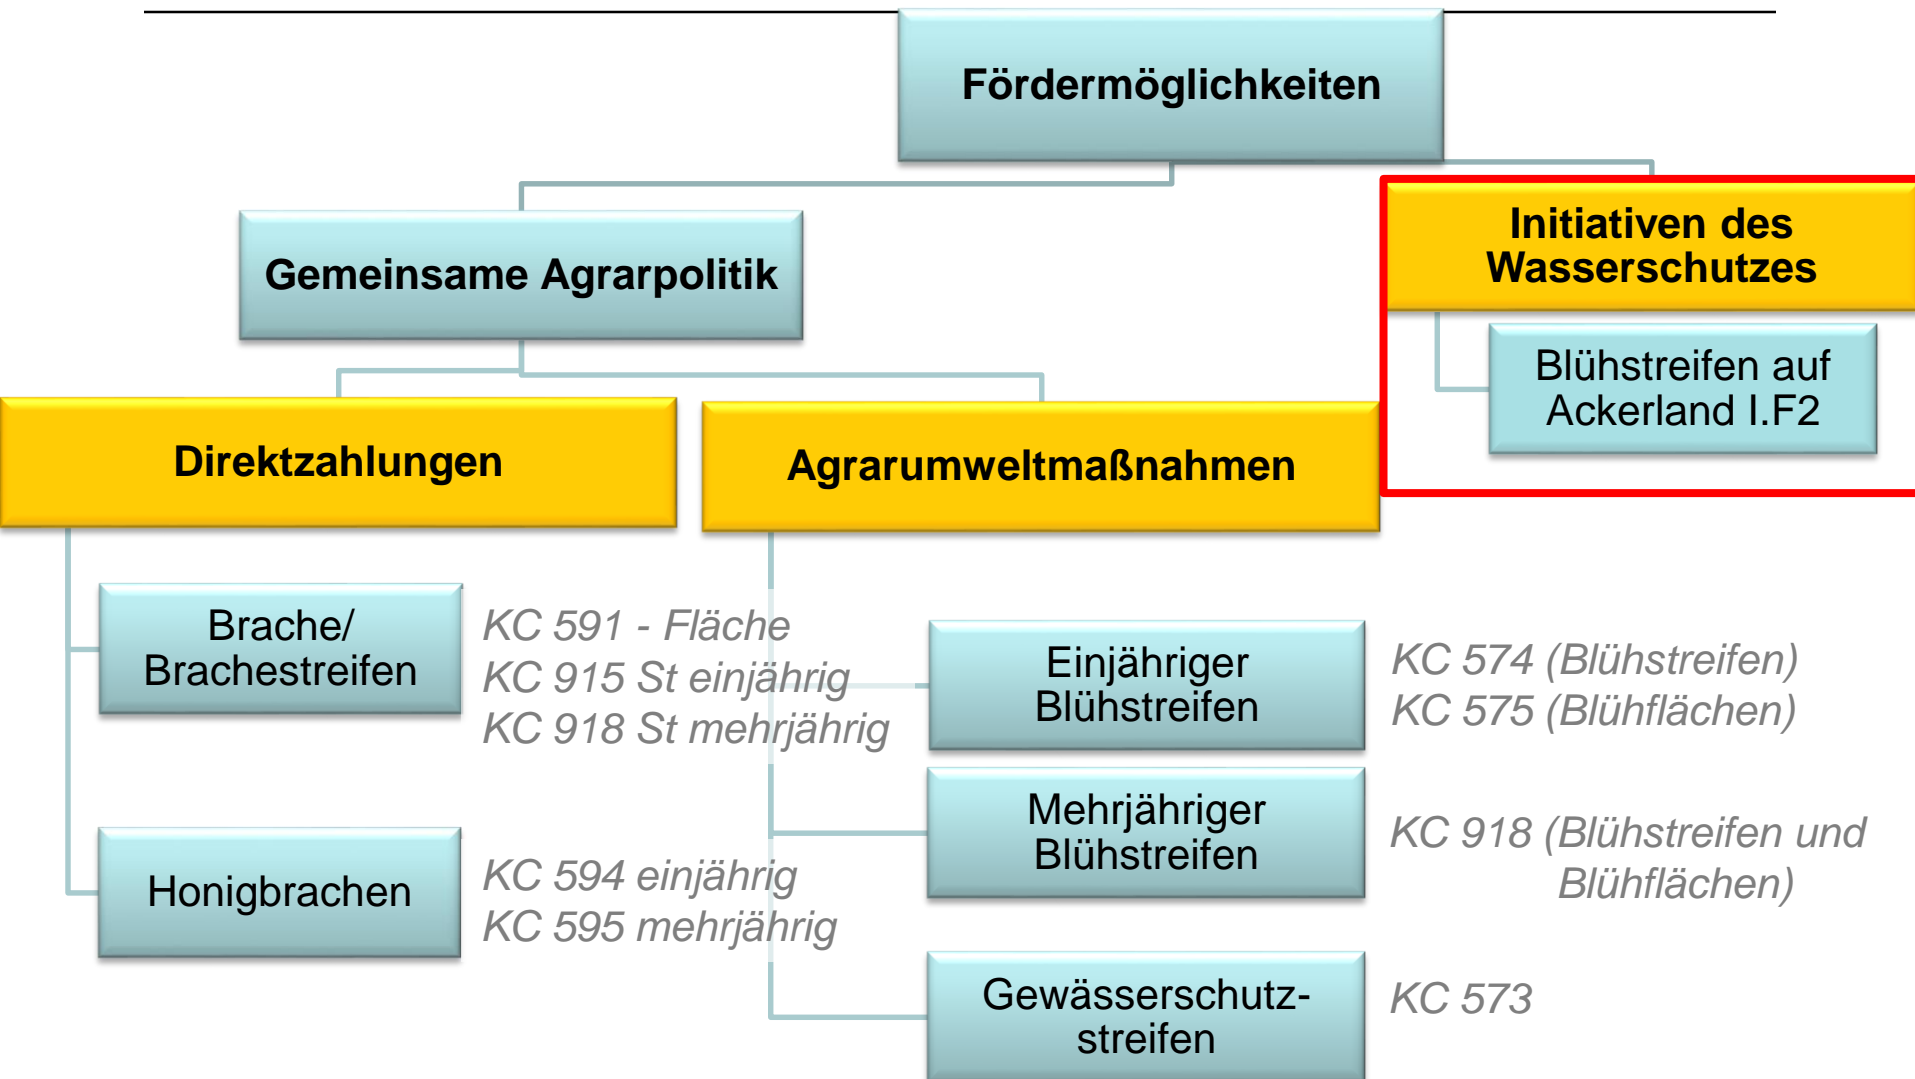 Fördermöglichkeiten
Gemeinsame Agrarpolitik
Initiativen des
Wasserschutzes
Blühstreifen auf
Ackerland I.F2
Direktzahlungen
Agrarumweltmaßnahmen
Brache/
Brachestreifen
KC 591 - Fläche
KC 915 St einjährig
KC 918 St mehrjährig
Honigbrachen
KC 594 einjährig
KC 595 mehrjährig
Einjähriger
Blühstreifen
KC 574 (Blühstreifen)
KC 575 (Blühflächen)
Mehrjähriger
Blühstreifen
KC 918 (Blühstreifen und
Blühflächen)
Gewässerschutz-
streifen
KC 573